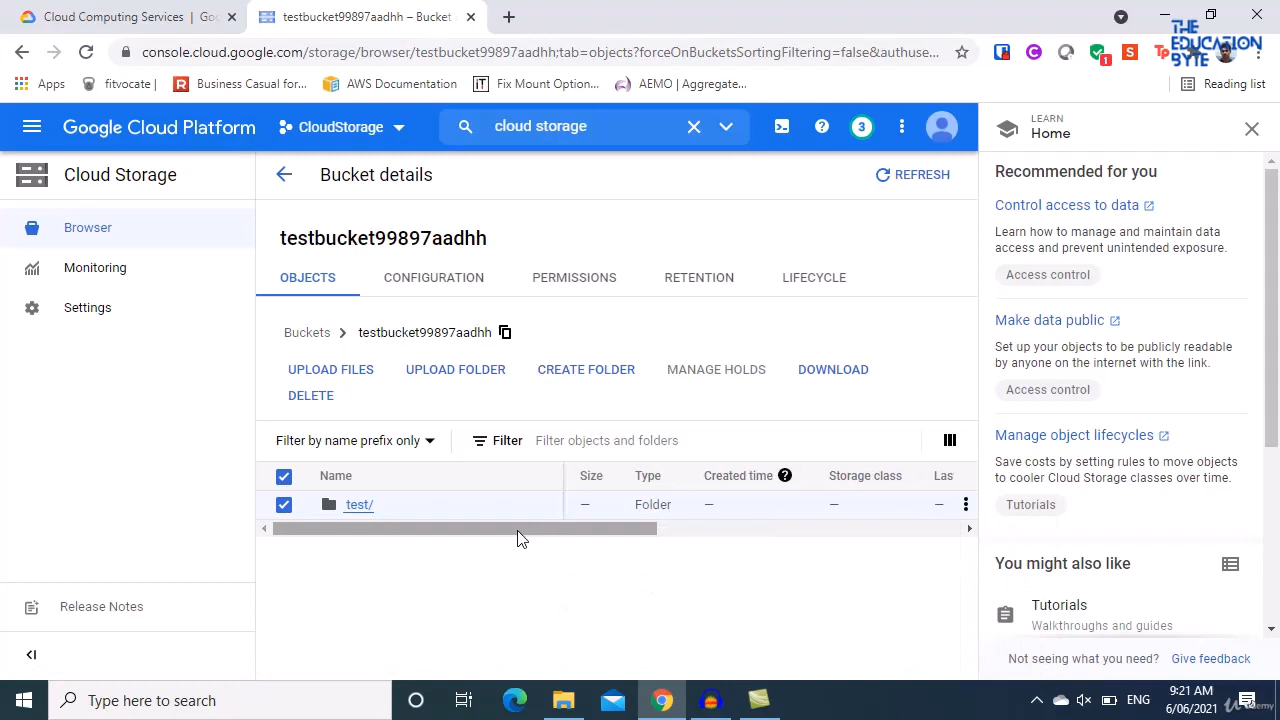 Cloud Computing Services | Goo
testbucket99897aadhh – Bucket
console.cloud.google.com/storage/browser/testbucket99897aadhh;tab=objects?forceOnBucketsSortingFiltering=false&authuse...
THE
EDUCATION
BYTE
Apps
fitvocate |
Business Casual for...
AWS Documentation
Fix Mount Option...
AEMO | Aggregate...
Reading list
Google Cloud Platform
CloudStorage
cloud storage
3
LEARN
Home
Cloud Storage
Bucket details
REFRESH
Browser
Monitoring
Settings
testbucket99897aadhh
OBJECTS
CONFIGURATION
PERMISSIONS
RETENTION
LIFECYCLE
Buckets
testbucket99897aadhh
UPLOAD FILES
UPLOAD FOLDER
CREATE FOLDER
MANAGE HOLDS
DOWNLOAD
DELETE
Filter by name prefix only
Filter
Filter objects and folders
Name
Size
Type
Created time
Storage class
Las
test/
—
Folder
—
—
—
Release Notes
Recommended for you
Control access to data
Learn how to manage and maintain data
access and prevent unintended exposure.
Access control
Make data public
Set up your objects to be publicly readable
by anyone on the internet with the link.
Access control
Manage object lifecycles
Save costs by setting rules to move objects
to cooler Cloud Storage classes over time.
Tutorials
You might also like
Tutorials
Walkthroughs and guides
Not seeing what you need?
Give feedback
Type here to search
ENG
9:21 AM
6/06/2021
Udemy